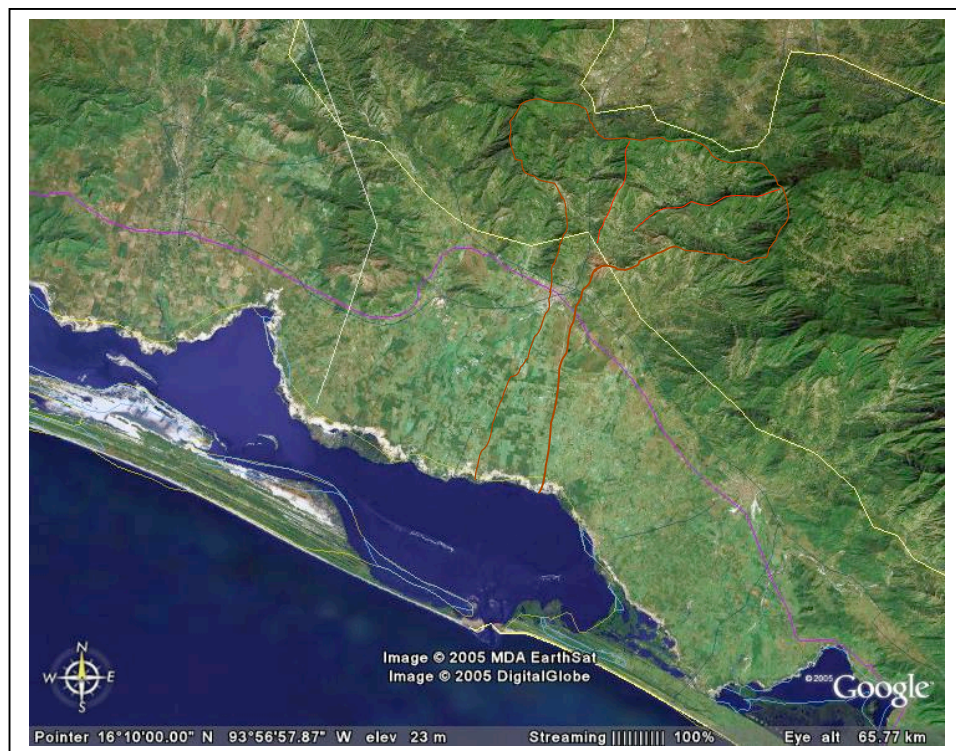 N
W E
S
Image © 2005 MDA EarthSat
Image © 2005 DigitalGlobe
© 2005 Google™
Pointer 16°10'00.00" N 93°56'57.87" W elev 23 m Streaming ||||||||| 100% Eye alt 65.77 km